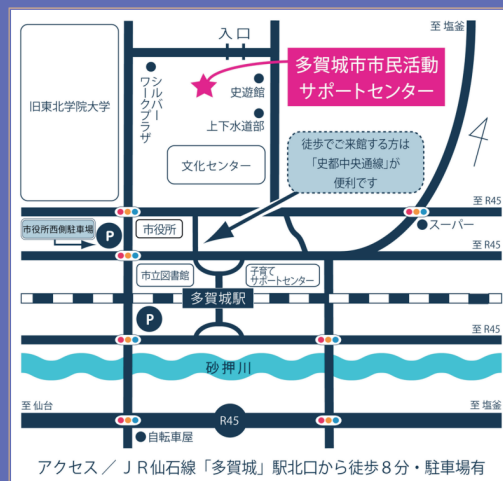 至 塩釜
入 口
多賀城市市民活動
サポートセンター
シルバー
ワークプラザ
史遊館
上下水道部
旧東北学院大学
文化センター
徒歩でご来館する方は
「史都中央通線」が
便利です
至 R45
スーパー
市役所西側駐車場
P
市役所
至 R45
市立図書館
子育て
サポートセンター
多賀城駅
P
至 R45
砂 押 川
至 仙台
R45
至 塩釜
自転車屋
アクセス / ＪＲ仙石線「多賀城」駅北口から徒歩８分・駐車場有